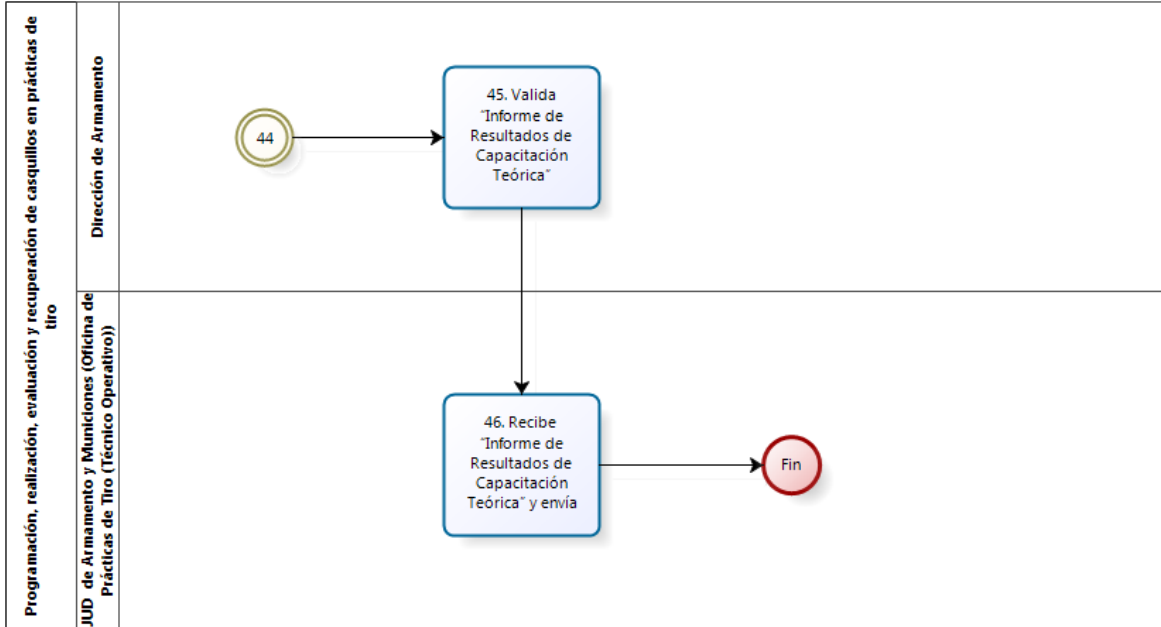 Programación, realización, evaluación y recuperación de casquillos en prácticas de
tiro
Dirección de Armamento
44
45. Valida
“Informe de
Resultados de
Capacitación
Teórica”
JUD de Armamento y Municiones (Oficina de
Prácticas de Tiro (Técnico Operativo))
46. Recibe
“Informe de
Resultados de
Capacitación
Teórica” y envía
Fin